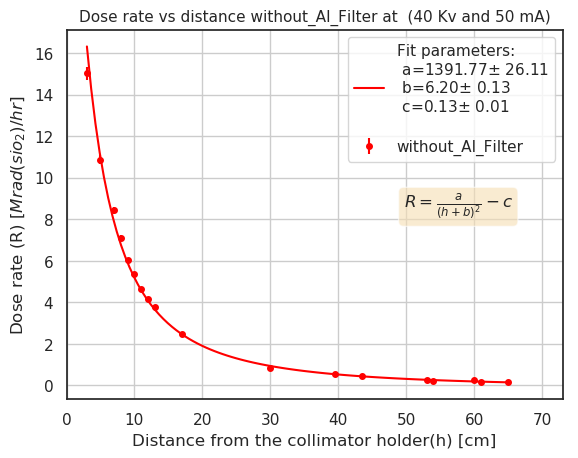 Dose rate vs distance without_Al_Filter at  (40 Kv and 50 mA)
Fit parameters:
a=1391.77± 26.11
b=6.20± 0.13
c=0.13± 0.01
without_Al_Filter
R = a/(h+b)² − c
Dose rate (R) [Mrad(sio₂)/hr]
16
14
12
10
8
6
4
2
0
0 10 20 30 40 50 60 70
Distance from the collimator holder(h) [cm]